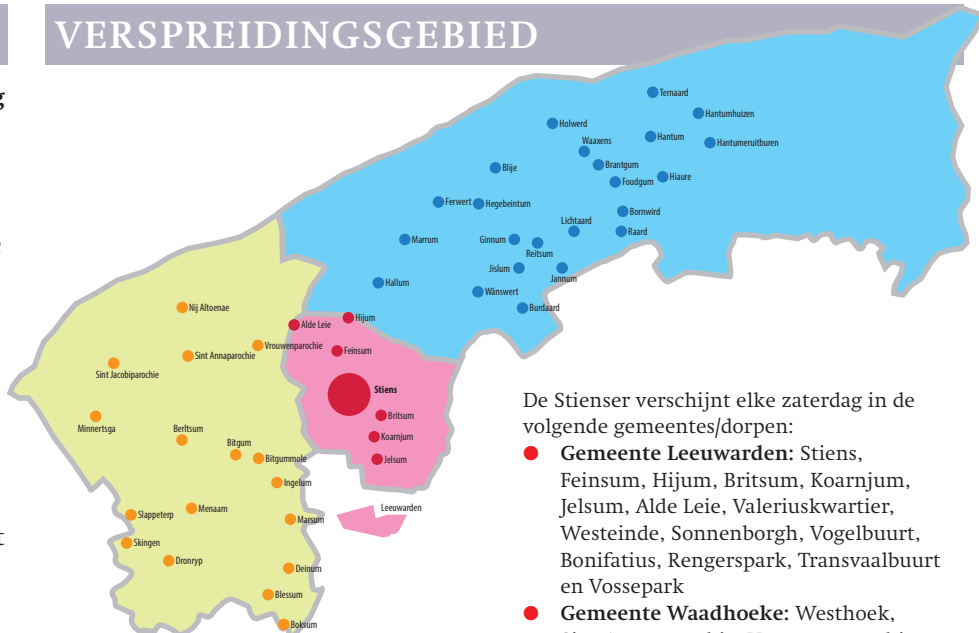 VERSPREIDINGSGEBIED
Ternaard
Hantumhuizen
Holwerd
Hantum
Waaxens
Hantumeruitburen
Brantgum
Blije
Hiaure
Foudgum
Ferwert
Hegebeintum
Bornwird
Lichtaard
Raard
Marrum
Ginnum
Reitsum
Jislum
Jannum
Hallum
Wânswert
Burdaard
Nij Altoenae
Hijum
Alde Leie
Vrouwenparochie
Feinsum
Sint Annaparochie
Sint Jacobiparochie
Stiens
Minnertsga
Britsum
Berltsum
Koarnjum
Bitgum
Bitgummole
Jelsum
Ingelum
Leeuwarden
Menaam
Slappeterp
Marsum
Skingen
Dronryp
Deinum
Blessum
Boksum
De Stienser verschijnt elke zaterdag in de
volgende gemeentes/dorpen:
Gemeente Leeuwarden: Stiens,
Feinsum, Hijum, Britsum, Koarnjum,
Jelsum, Alde Leie, Valeriuskwartier,
Westeinde, Sonnenborgh, Vogelbuurt,
Bonifatius, Rengerspark, Transvaalbuurt
en Vossepark
Gemeente Waadhoeke: Westhoek,